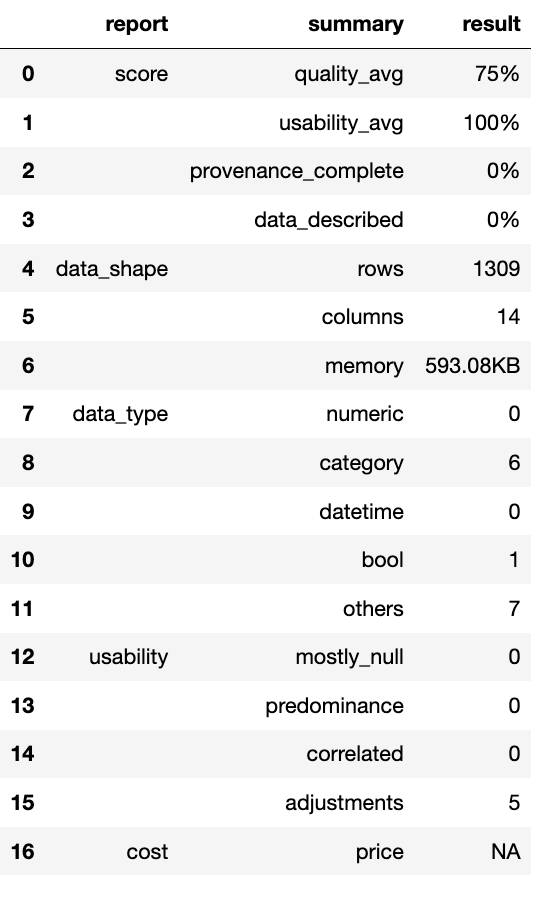 report summary result
0 score quality_avg 75%
1 usability_avg 100%
2 provenance_complete 0%
3 data_described 0%
4 data_shape rows 1309
5 columns 14
6 memory 593.08KB
7 data_type numeric 0
8 category 6
9 datetime 0
10 bool 1
11 others 7
12 usability mostly_null 0
13 predominance 0
14 correlated 0
15 adjustments 5
16 cost price NA